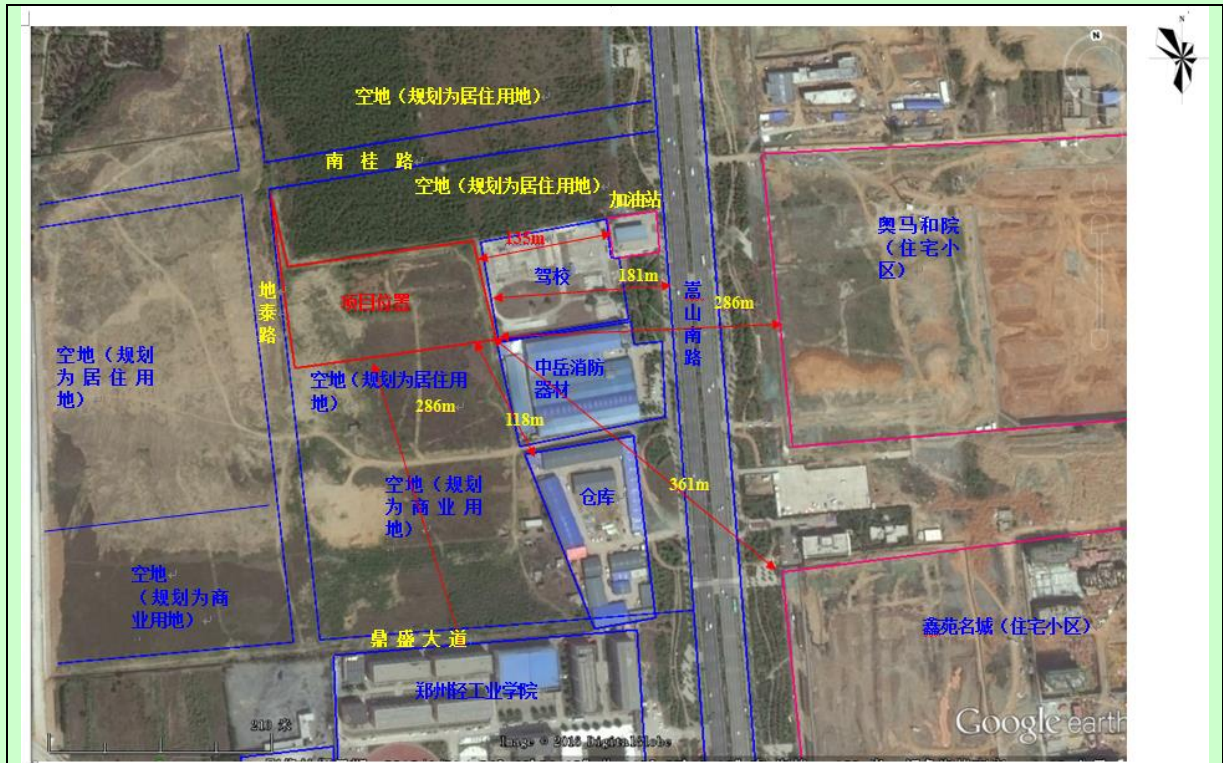 N
N
空地（规划为居住用地）
南 桂 路
空地（规划为居住用地）
加油站
135m
奥马和院
（住宅小
区）
驾校
181m
地
泰
路
项目位置
嵩
山
南
路
286m
空地（规划
为居住用
地）
中岳消防
器材
空地（规划为居住用
地）
286m
118m
空地（规划
为商业用
地）
仓库
361m
空地
（规划为商
业用地）
鼎盛大道
鑫苑名城（住宅小区）
郑州轻工业学院
210 米
Google earth
Image © 2016 DigitalGlobe